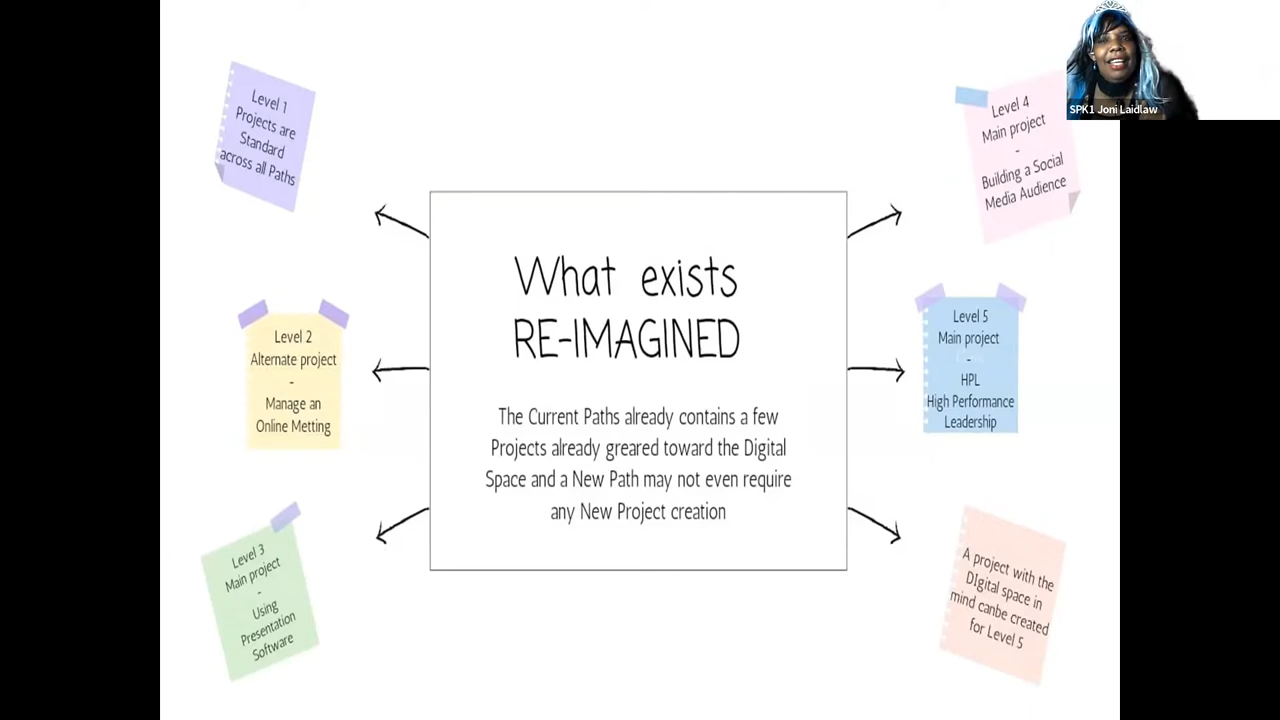 Level 1
Projects are
Standard
across all Paths
Level 2
Alternate project
-
Manage an
Online Metting
Level 3
Main project
-
Using
Presentation
Software
What exists
RE-IMAGINED
The Current Paths already contains a few
Projects already greared toward the Digital
Space and a New Path may not even require
any New Project creation
SPK1 Joni Laidlaw
Level 4
Main project
-
Building a Social
Media Audience
Level 5
Main project
-
HPL
High Performance
Leadership
A project with the
DIgital space in
mind canbe created
for Level 5